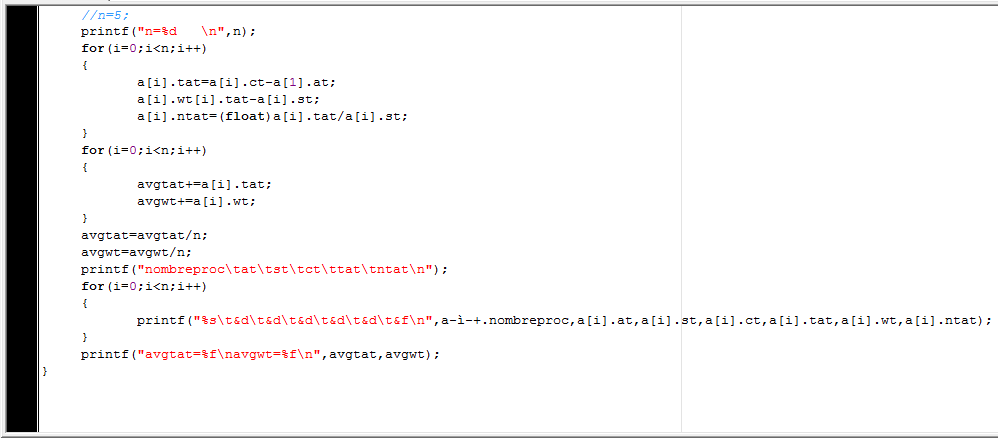 //n=5;
printf("n=%d   \n",n);
for(i=0;i<n;i++)
{
a[i].tat=a[i].ct-a[1].at;
a[i].wt[i].tat-a[i].st;
a[i].ntat=(float)a[i].tat/a[i].st;
}
for(i=0;i<n;i++)
{
avgtat+=a[i].tat;
avgwt+=a[i].wt;
}
avgtat=avgtat/n;
avgwt=avgwt/n;
printf("nombreproc\tat\tst\tct\ttat\tntat\n");
for(i=0;i<n;i++)
{
printf("%s\t&d\t&d\t&d\t&d\t&d\t&f\n",a-ì-+.nombreproc,a[i].at,a[i].st,a[i].ct,a[i].tat,a[i].wt,a[i].ntat);
}
printf("avgtat=%f\navgwt=%f\n",avgtat,avgwt);
}